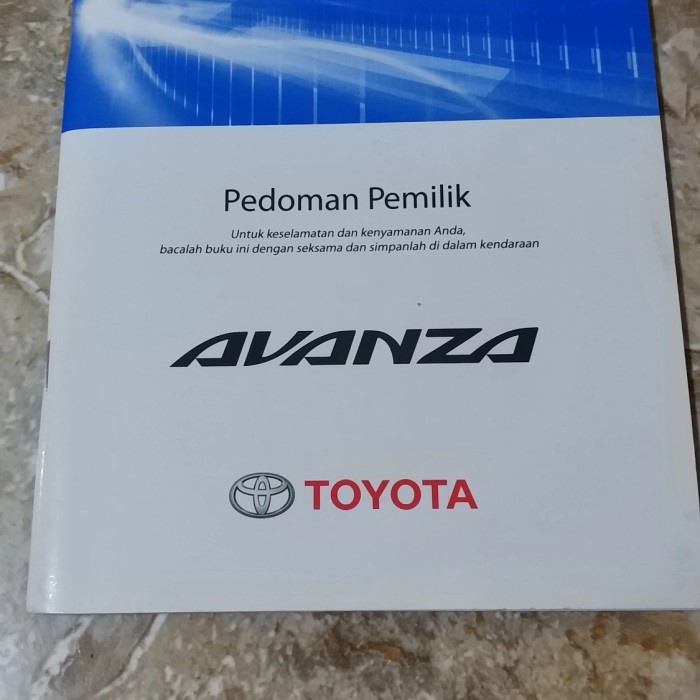 Pedoman Pemilik
Untuk keselamatan dan kenyamanan Anda,
bacalah buku ini dengan seksama dan simpanlah di dalam kendaraan
AVANZA
TOYOTA